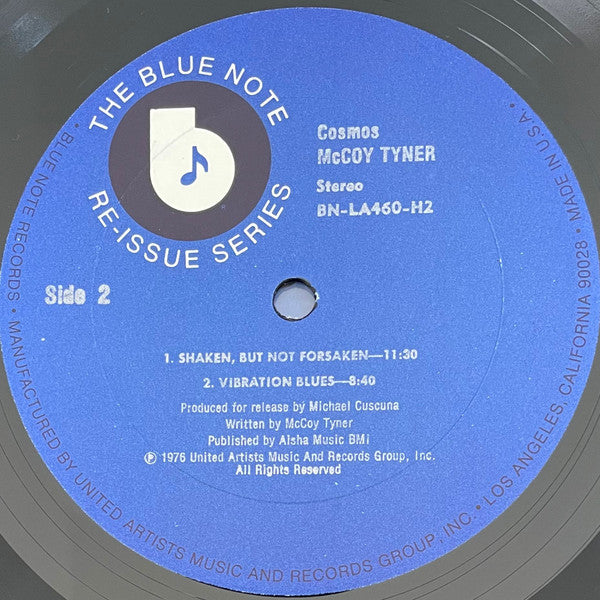 THE BLUE NOTE
RE-ISSUE SERIES
Cosmos
McCOY TYNER
Stereo
BN-LA460-H2
Side 2
1. SHAKEN, BUT NOT FORSAKEN—11:30
2. VIBRATION BLUES—8:40
Produced for release by Michael Cuscuna
Written by McCoy Tyner
Published by Aisha Music BMI
℗ 1976 United Artists Music And Records Group, Inc.
All Rights Reserved
• BLUE NOTE RECORDS • MANUFACTURED BY UNITED ARTISTS MUSIC AND RECORDS GROUP, INC. • LOS ANGELES, CALIFORNIA 90028 • MADE IN U.S.A. •